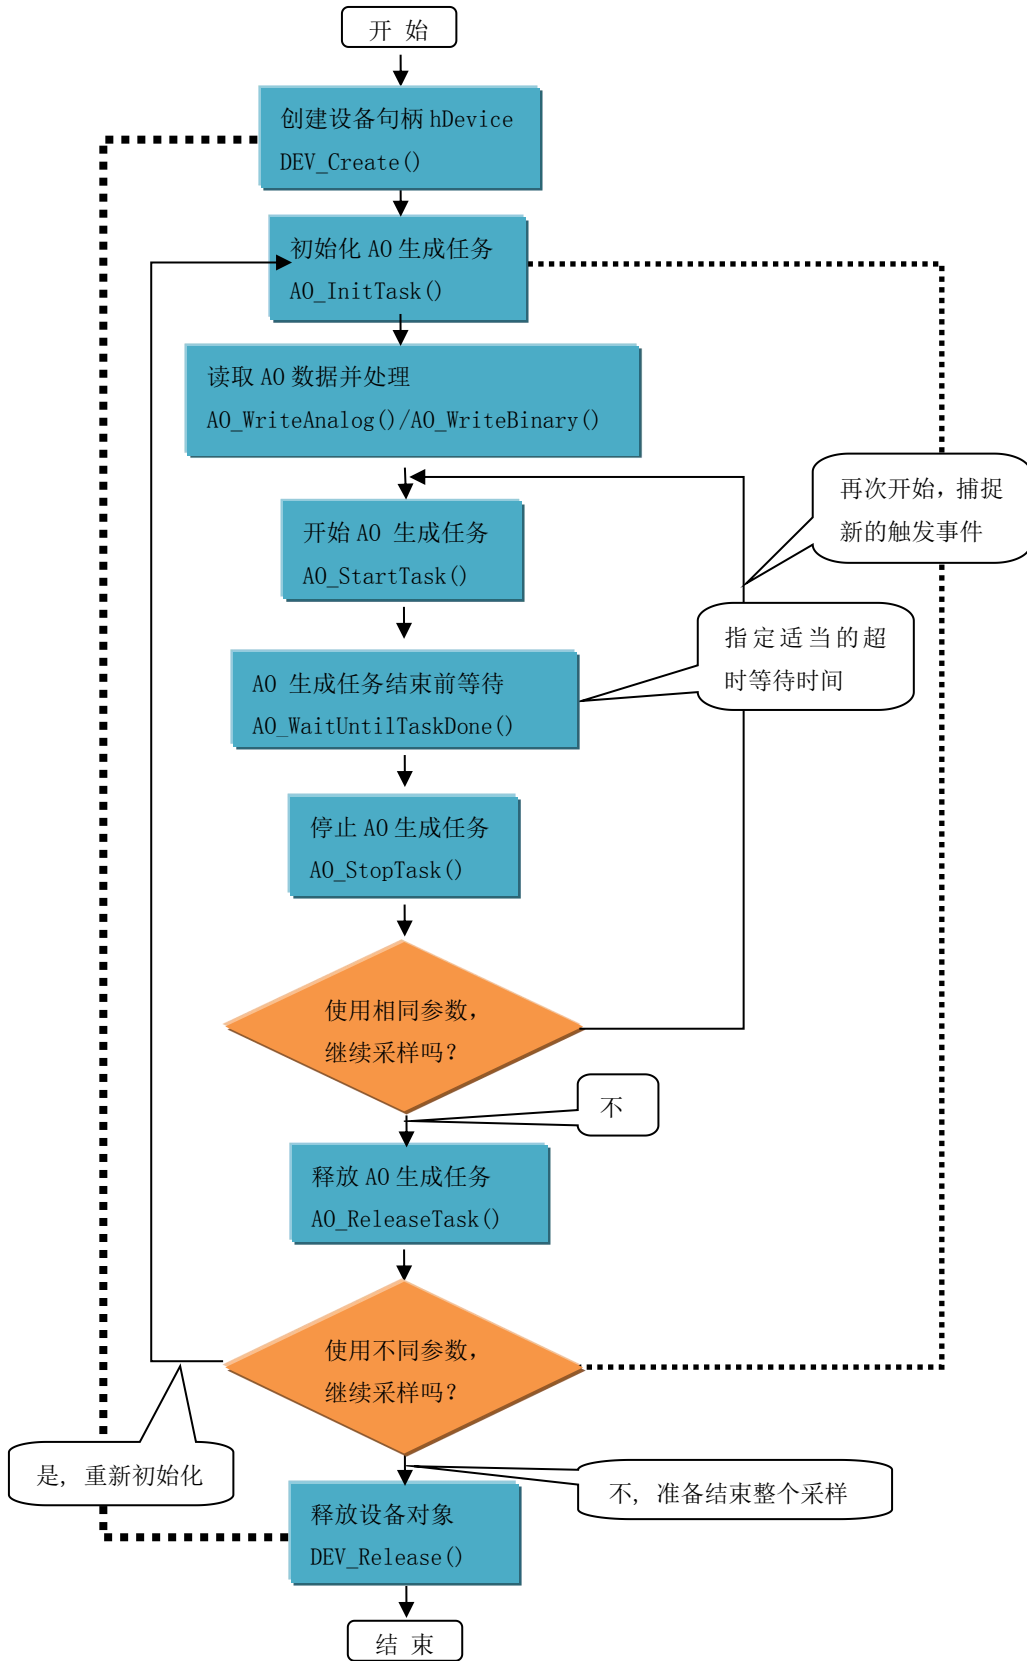 开 始
创建设备句柄 hDevice
DEV_Create()
初始化 AO 生成任务
AO_InitTask()
读取 AO 数据并处理
AO_WriteAnalog()/AO_WriteBinary()
再次开始，捕捉
新的触发事件
开始 AO 生成任务
AO_StartTask()
指定适当的超
时等待时间
AO 生成任务结束前等待
AO_WaitUntilTaskDone()
停止 AO 生成任务
AO_StopTask()
使用相同参数，
继续采样吗？
不
释放 AO 生成任务
AO_ReleaseTask()
使用不同参数，
继续采样吗？
是，重新初始化
不，准备结束整个采样
释放设备对象
DEV_Release()
结 束